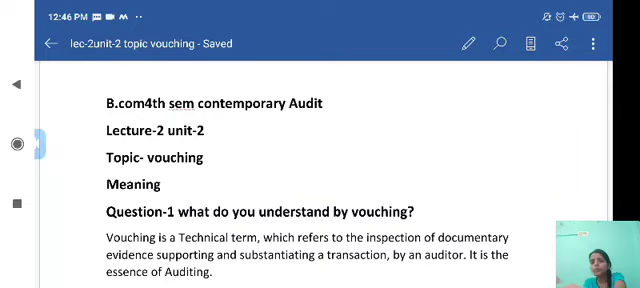 12:46 PM
lec-2unit-2 topic vouching - Saved
B.com4th sem contemporary Audit
Lecture-2 unit-2
Topic- vouching
Meaning
Question-1 what do you understand by vouching?
Vouching is a Technical term, which refers to the inspection of documentary
evidence supporting and substantiating a transaction, by an auditor. It is the
essence of Auditing.